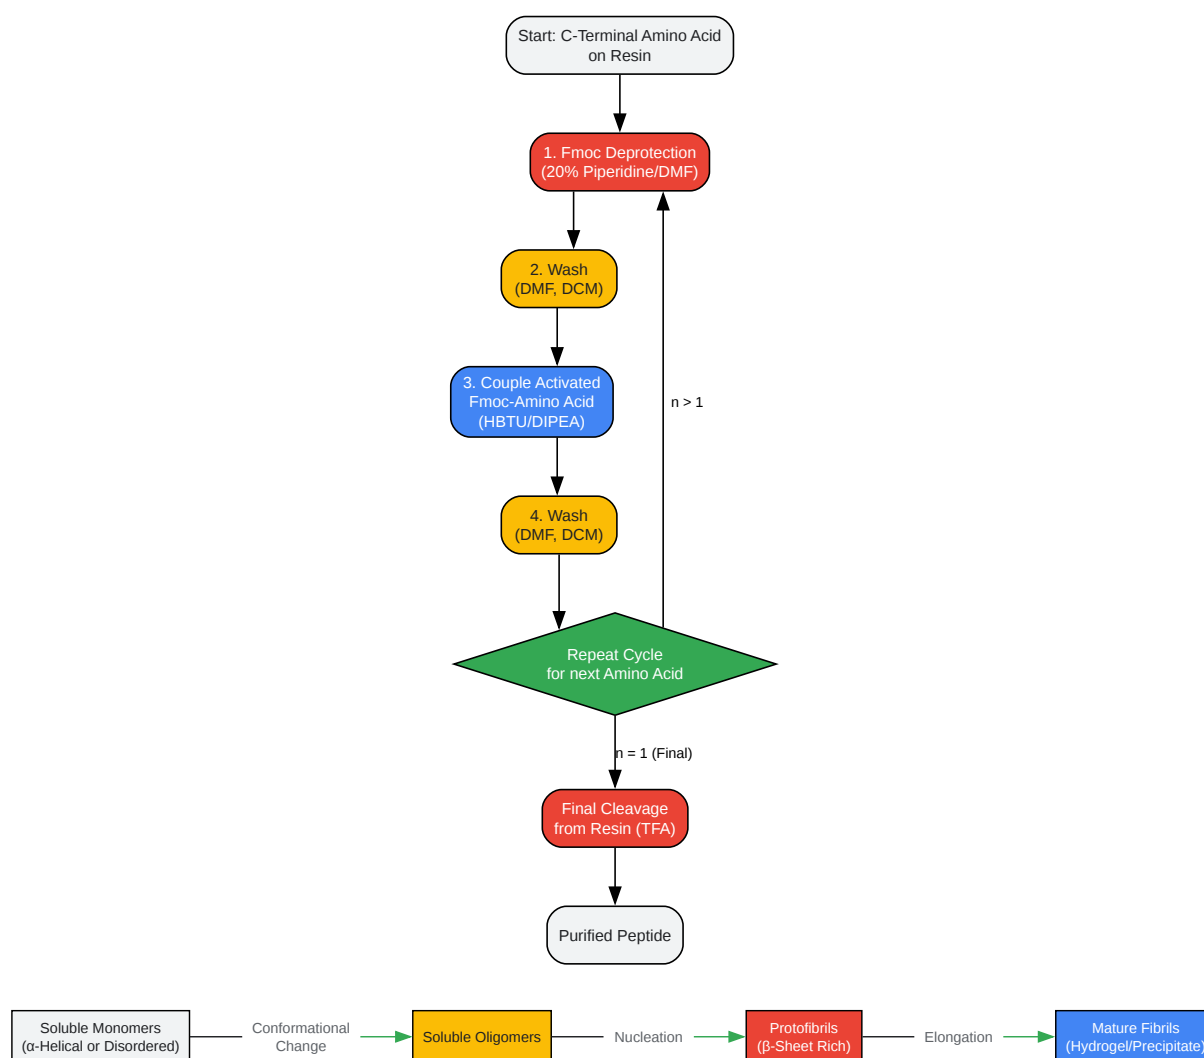 Start: C-Terminal Amino Acid
on Resin
1. Fmoc Deprotection
(20% Piperidine/DMF)
2. Wash
(DMF, DCM)
3. Couple Activated
Fmoc-Amino Acid
(HBTU/DIPEA)
n > 1
4. Wash
(DMF, DCM)
Repeat Cycle
for next Amino Acid
n = 1 (Final)
Final Cleavage
from Resin (TFA)
Purified Peptide
Soluble Monomers
(α-Helical or Disordered)
Conformational
Change
Soluble Oligomers
Nucleation
Protofibrils
(β-Sheet Rich)
Elongation
Mature Fibrils
(Hydrogel/Precipitate)